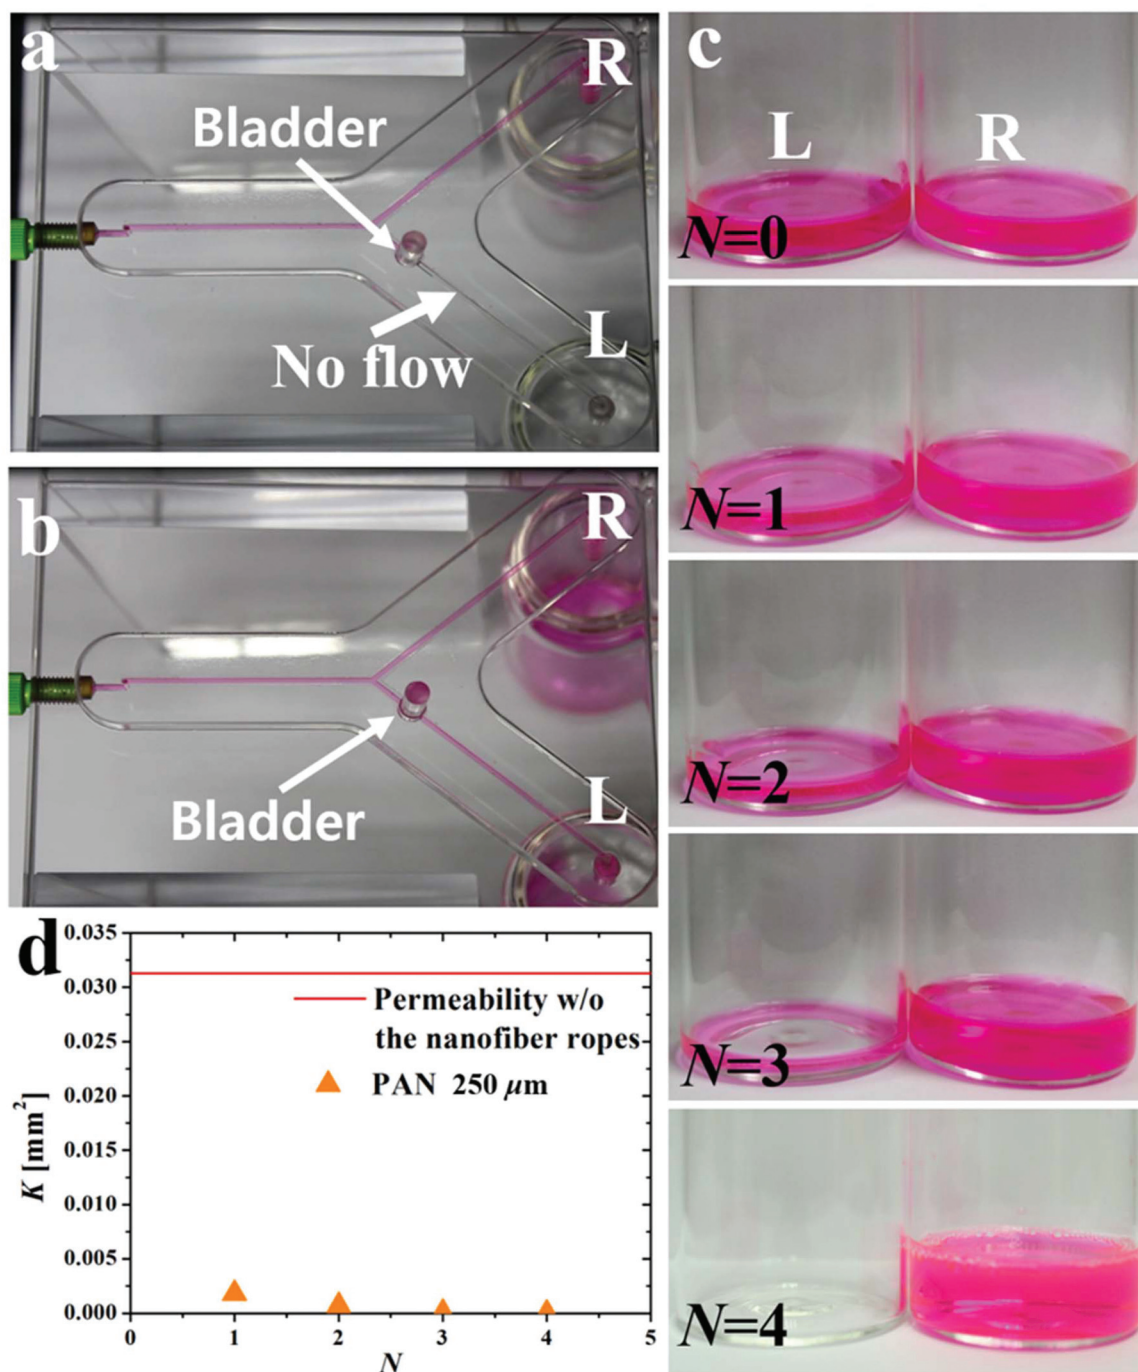 a
R
Bladder
No flow
L
b
R
Bladder
L
c
L
R
N=0
N=1
N=2
N=3
N=4
d
0.035
0.030
0.025
0.020
0.015
0.010
0.005
0.000
K [mm²]
Permeability w/o
the nanofiber ropes
PAN 250 μm
0 1 2 3 4 5
N